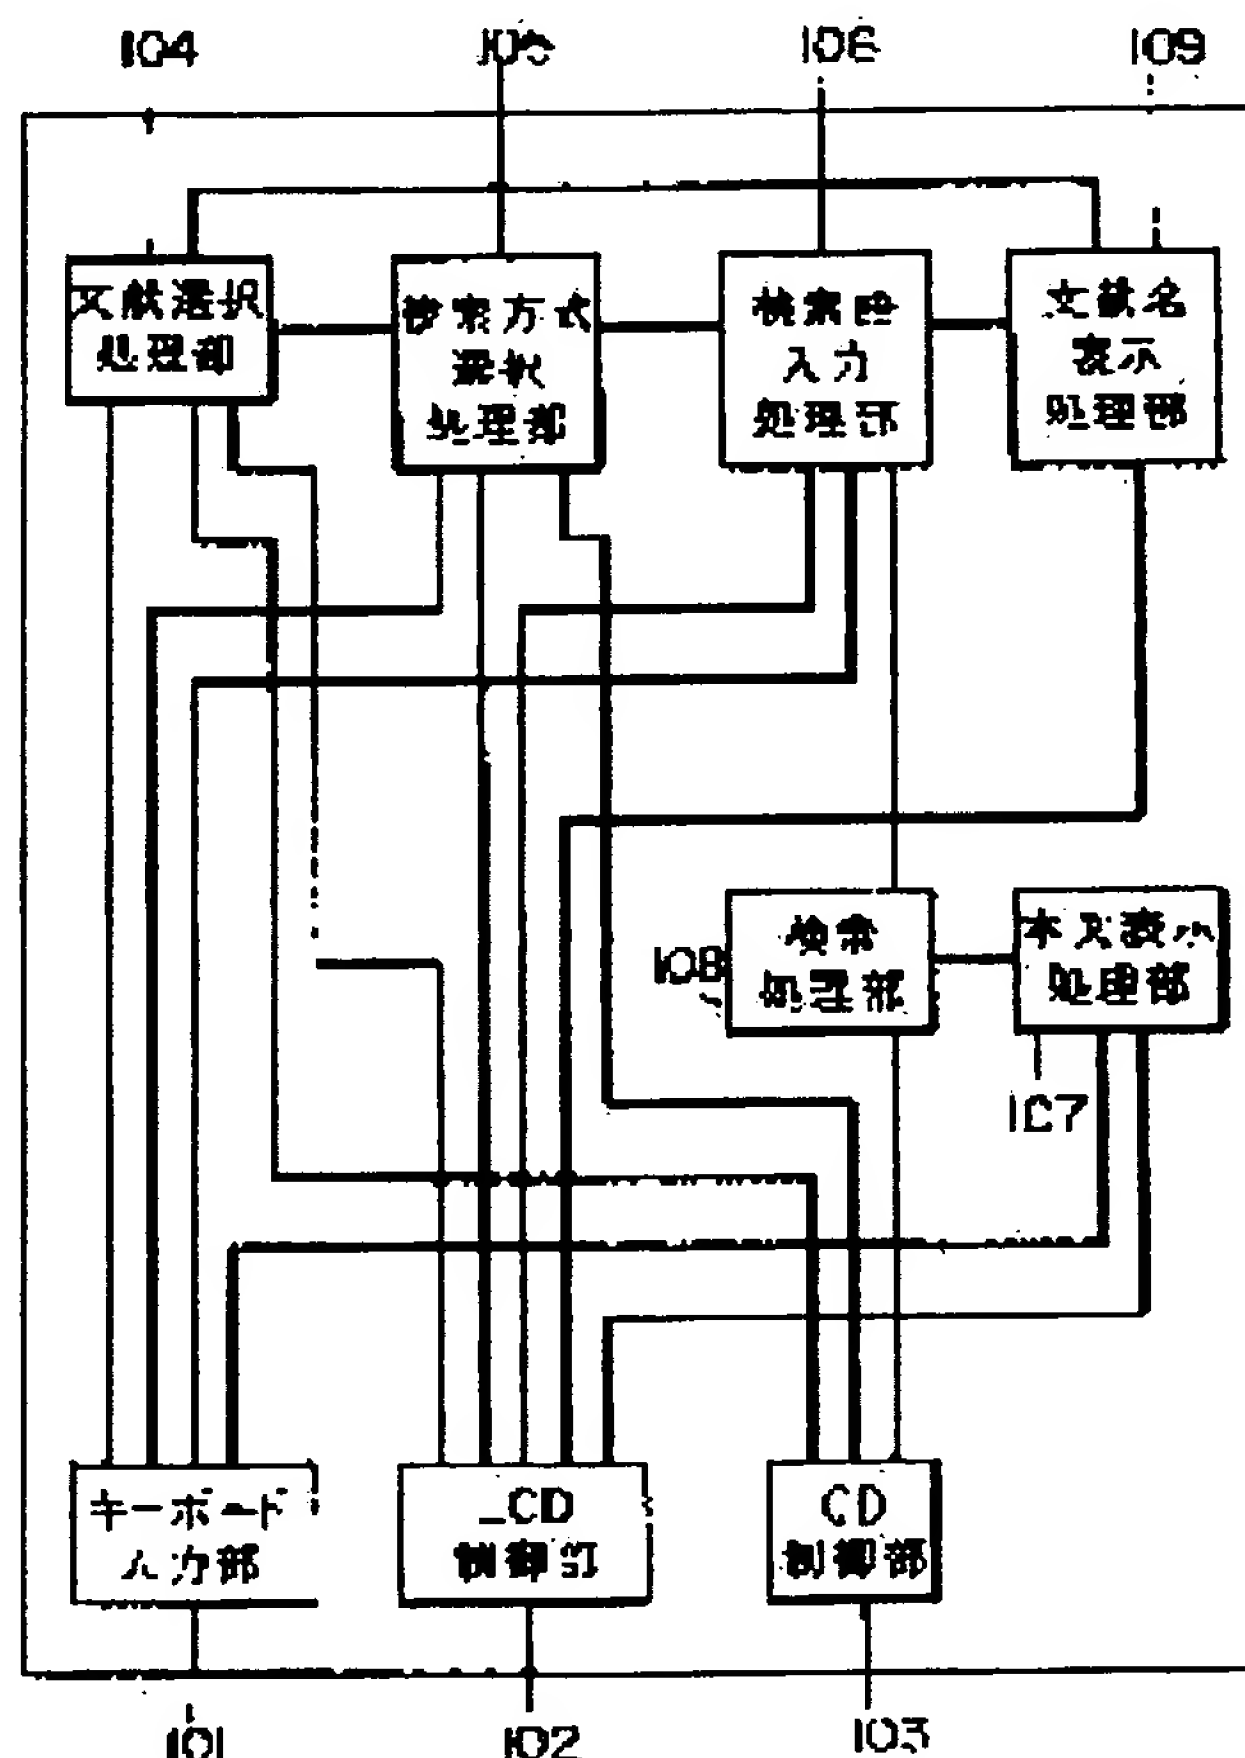 104
105
106
109
文献選択
処理部
検索方式
選択
処理部
検索語
入力
処理部
文献名
表示
処理部
108
検索
処理部
本文表示
処理部
107
キーボード
入力部
LCD
制御部
CD
制御部
101
102
103